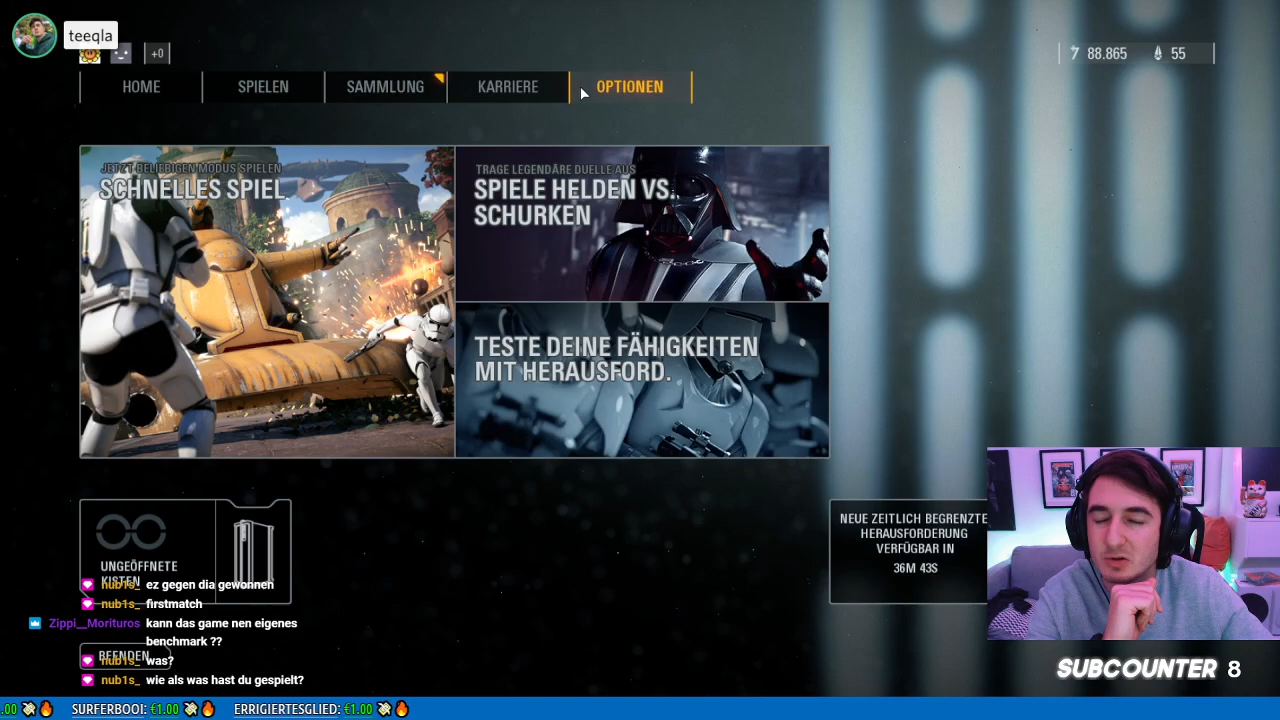 teeqla
+0
88.865
55
HOME
SPIELEN
SAMMLUNG
KARRIERE
OPTIONEN
JETZT BELIEBIGEN MODUS SPIELEN
SCHNELLES SPIEL
TRAGE LEGENDÄRE DUELLE AUS
SPIELE HELDEN VS.
SCHURKEN
TESTE DEINE FÄHIGKEITEN
MIT HERAUSFORD.
UNGEÖFFNETE
KISTEN
NEUE ZEITLICH BEGRENZTE
HERAUSFORDERUNG
VERFÜGBAR IN
36M 43S
nub1s_ ez gegen dia gewonnen
nub1s_ firstmatch
Zippi__Morituros kann das game nen eigenes
benchmark ??
BEENDEN
nub1s_ was?
nub1s_ wie als was hast du gespielt?
SUBCOUNTER 8
.00 SURFERBOOI: €1.00 ERRIGIERTESGLIED: €1.00